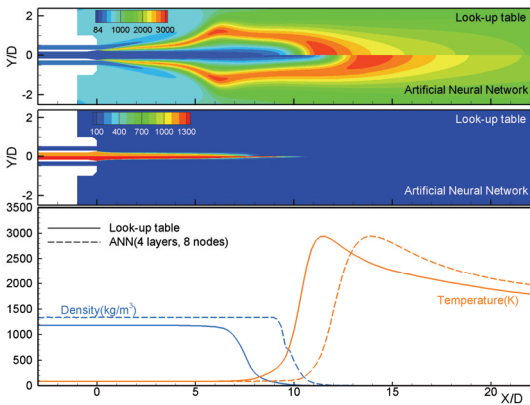 2
84 1000 2000 3000
Look-up table
Y/D
0
-2
Artificial Neural Network
2
100 400 700 1000 1300
Look-up table
Y/D
0
-2
Artificial Neural Network
3500
3000
2500
2000
1500
1000
500
0
Look-up table
ANN(4 layers, 8 nodes)
Density(kg/m³)
Temperature(K)
0 5 10 15 20
X/D